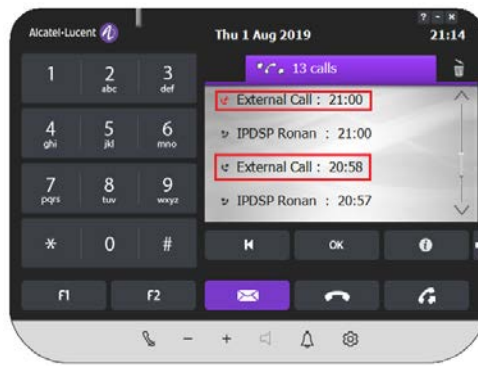 ? - ×
Alcatel·Lucent
Thu 1 Aug 2019
21:14
13 calls
1
2
abc
3
def
External Call : 21:00
IPDSP Ronan : 21:00
4
ghi
5
jkl
6
mno
External Call : 20:58
IPDSP Ronan : 20:57
7
pqrs
8
tuv
9
wxyz
*
0
#
OK
F1
F2
- +